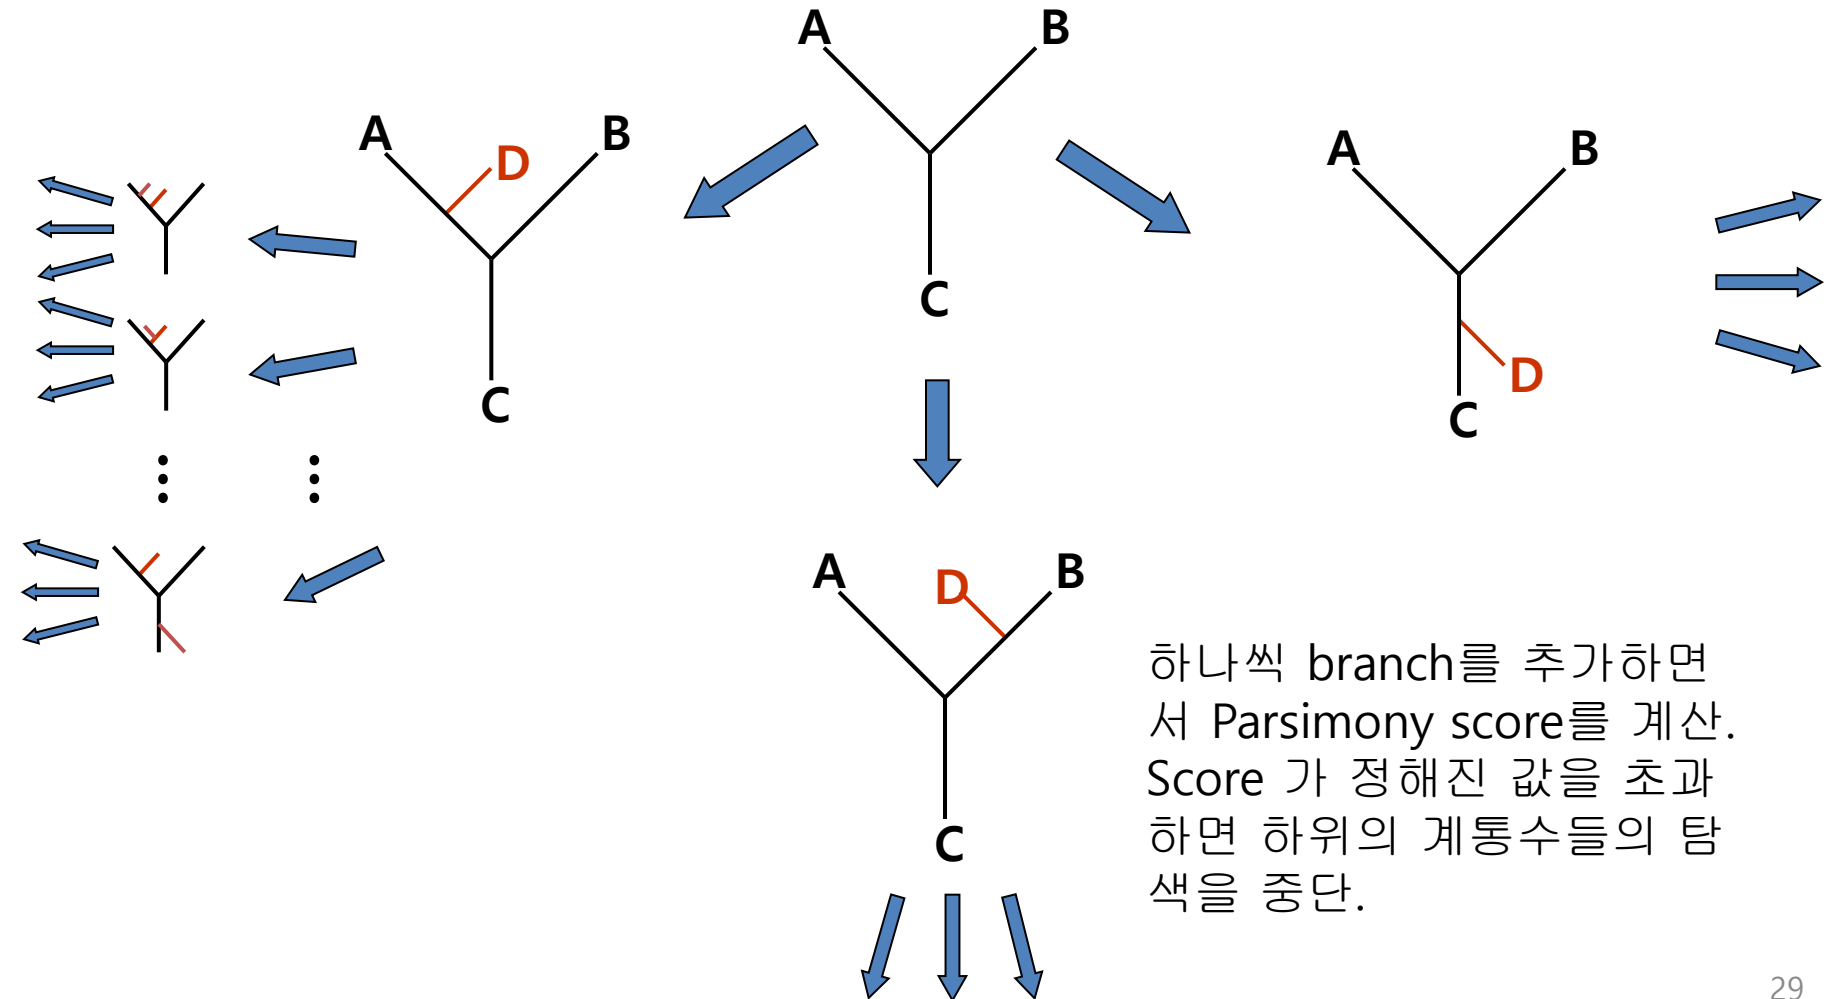 A
B
C
A
D
B
C
A
B
D
C
A
D
B
C
하나씩 branch를 추가하면
서 Parsimony score를 계산.
Score 가 정해진 값을 초과
하면 하위의 계통수들의 탐
색을 중단.
29